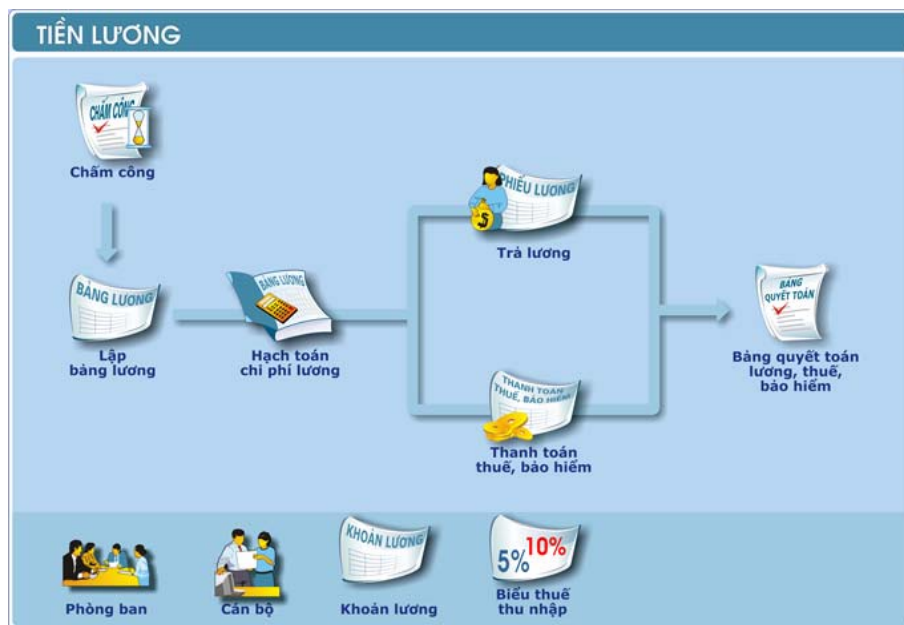 TIỀN LƯƠNG
CHẤM CÔNG
Chấm công
PHIẾU LƯƠNG
Trả lương
BẢNG LƯƠNG
Lập
bảng lương
BẢNG LƯƠNG
Hạch toán
chi phí lương
BẢNG
QUYẾT TOÁN
Bảng quyết toán
lương, thuế,
bảo hiểm
THANH TOÁN
THUẾ, BẢO HIỂM
Thanh toán
thuế, bảo hiểm
Phòng ban
Cán bộ
KHOẢN LƯƠNG
Khoản lương
5% 10%
Biểu thuế
thu nhập